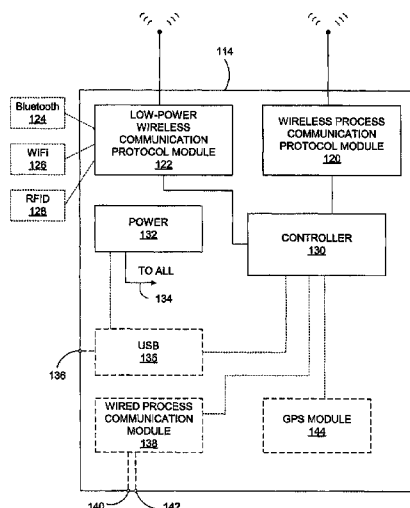 114
Bluetooth
124
WiFi
126
RFID
128
LOW-POWER
WIRELESS
COMMUNICATION
PROTOCOL MODULE
122
WIRELESS PROCESS
COMMUNICATION
PROTOCOL MODULE
120
POWER
132
TO ALL
134
CONTROLLER
130
136
USB
135
WIRED PROCESS
COMMUNICATION
MODULE
138
GPS MODULE
144
140
142